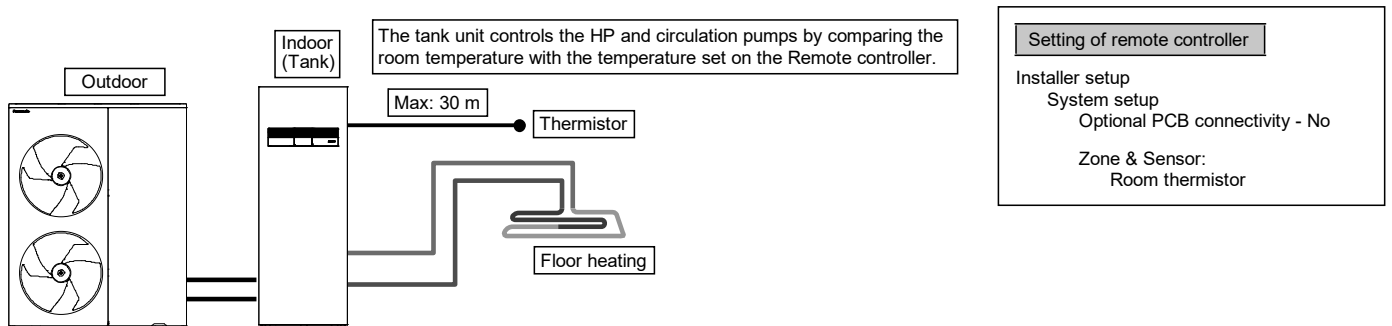 Outdoor
Indoor
(Tank)
The tank unit controls the HP and circulation pumps by comparing the
room temperature with the temperature set on the Remote controller.
Max: 30 m
Thermistor
Floor heating
Setting of remote controller
Installer setup
System setup
Optional PCB connectivity - No
Zone & Sensor:
Room thermistor